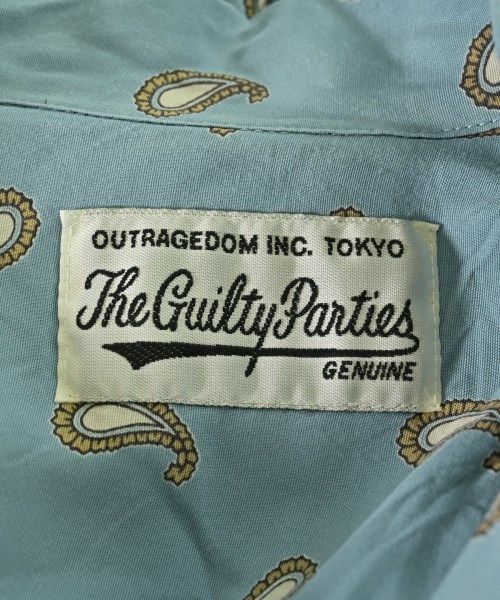 OUTRAGEDOM INC. TOKYO
The Guilty Parties
GENUINE